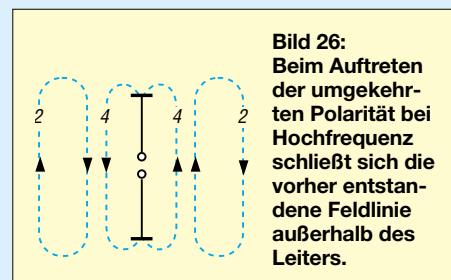 Bild 26:
Beim Auftreten
der umgekehr-
ten Polarität bei
Hochfrequenz
schließt sich die
vorher entstan-
dene Feldlinie
außerhalb des
Leiters.
2 4 4 2